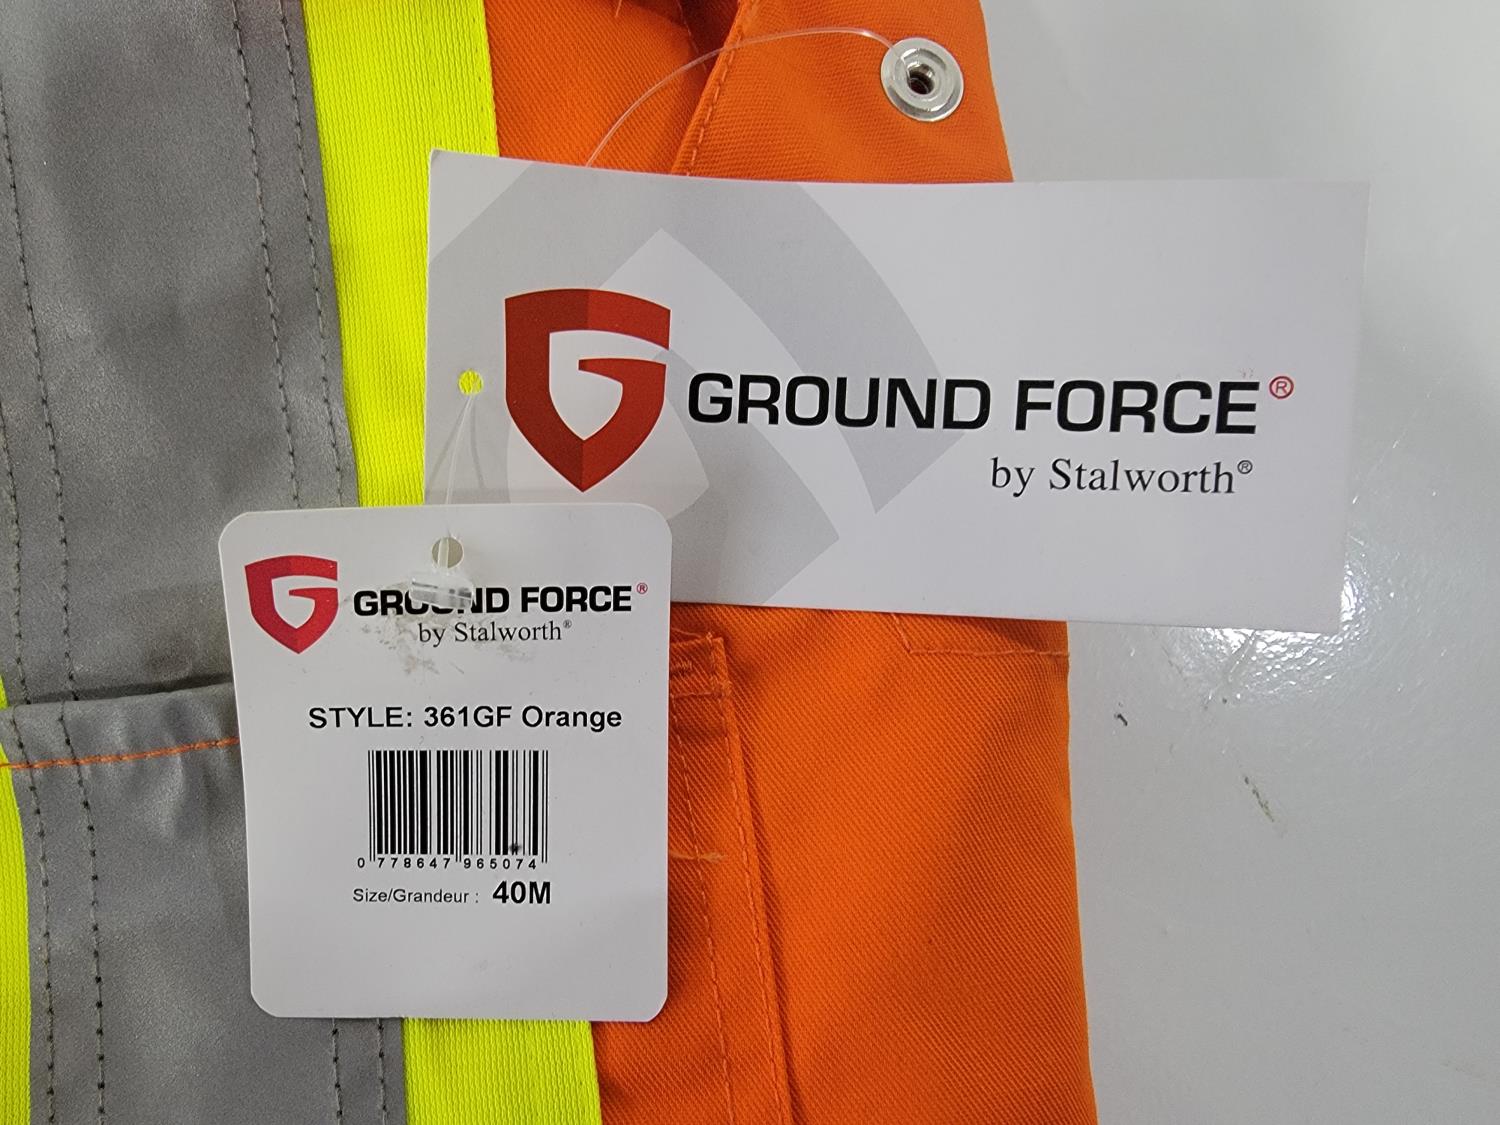 GROUND FORCE®
by Stalworth®
GROUND FORCE®
by Stalworth®
STYLE: 361GF Orange
0 778647 965074
Size/Grandeur : 40M